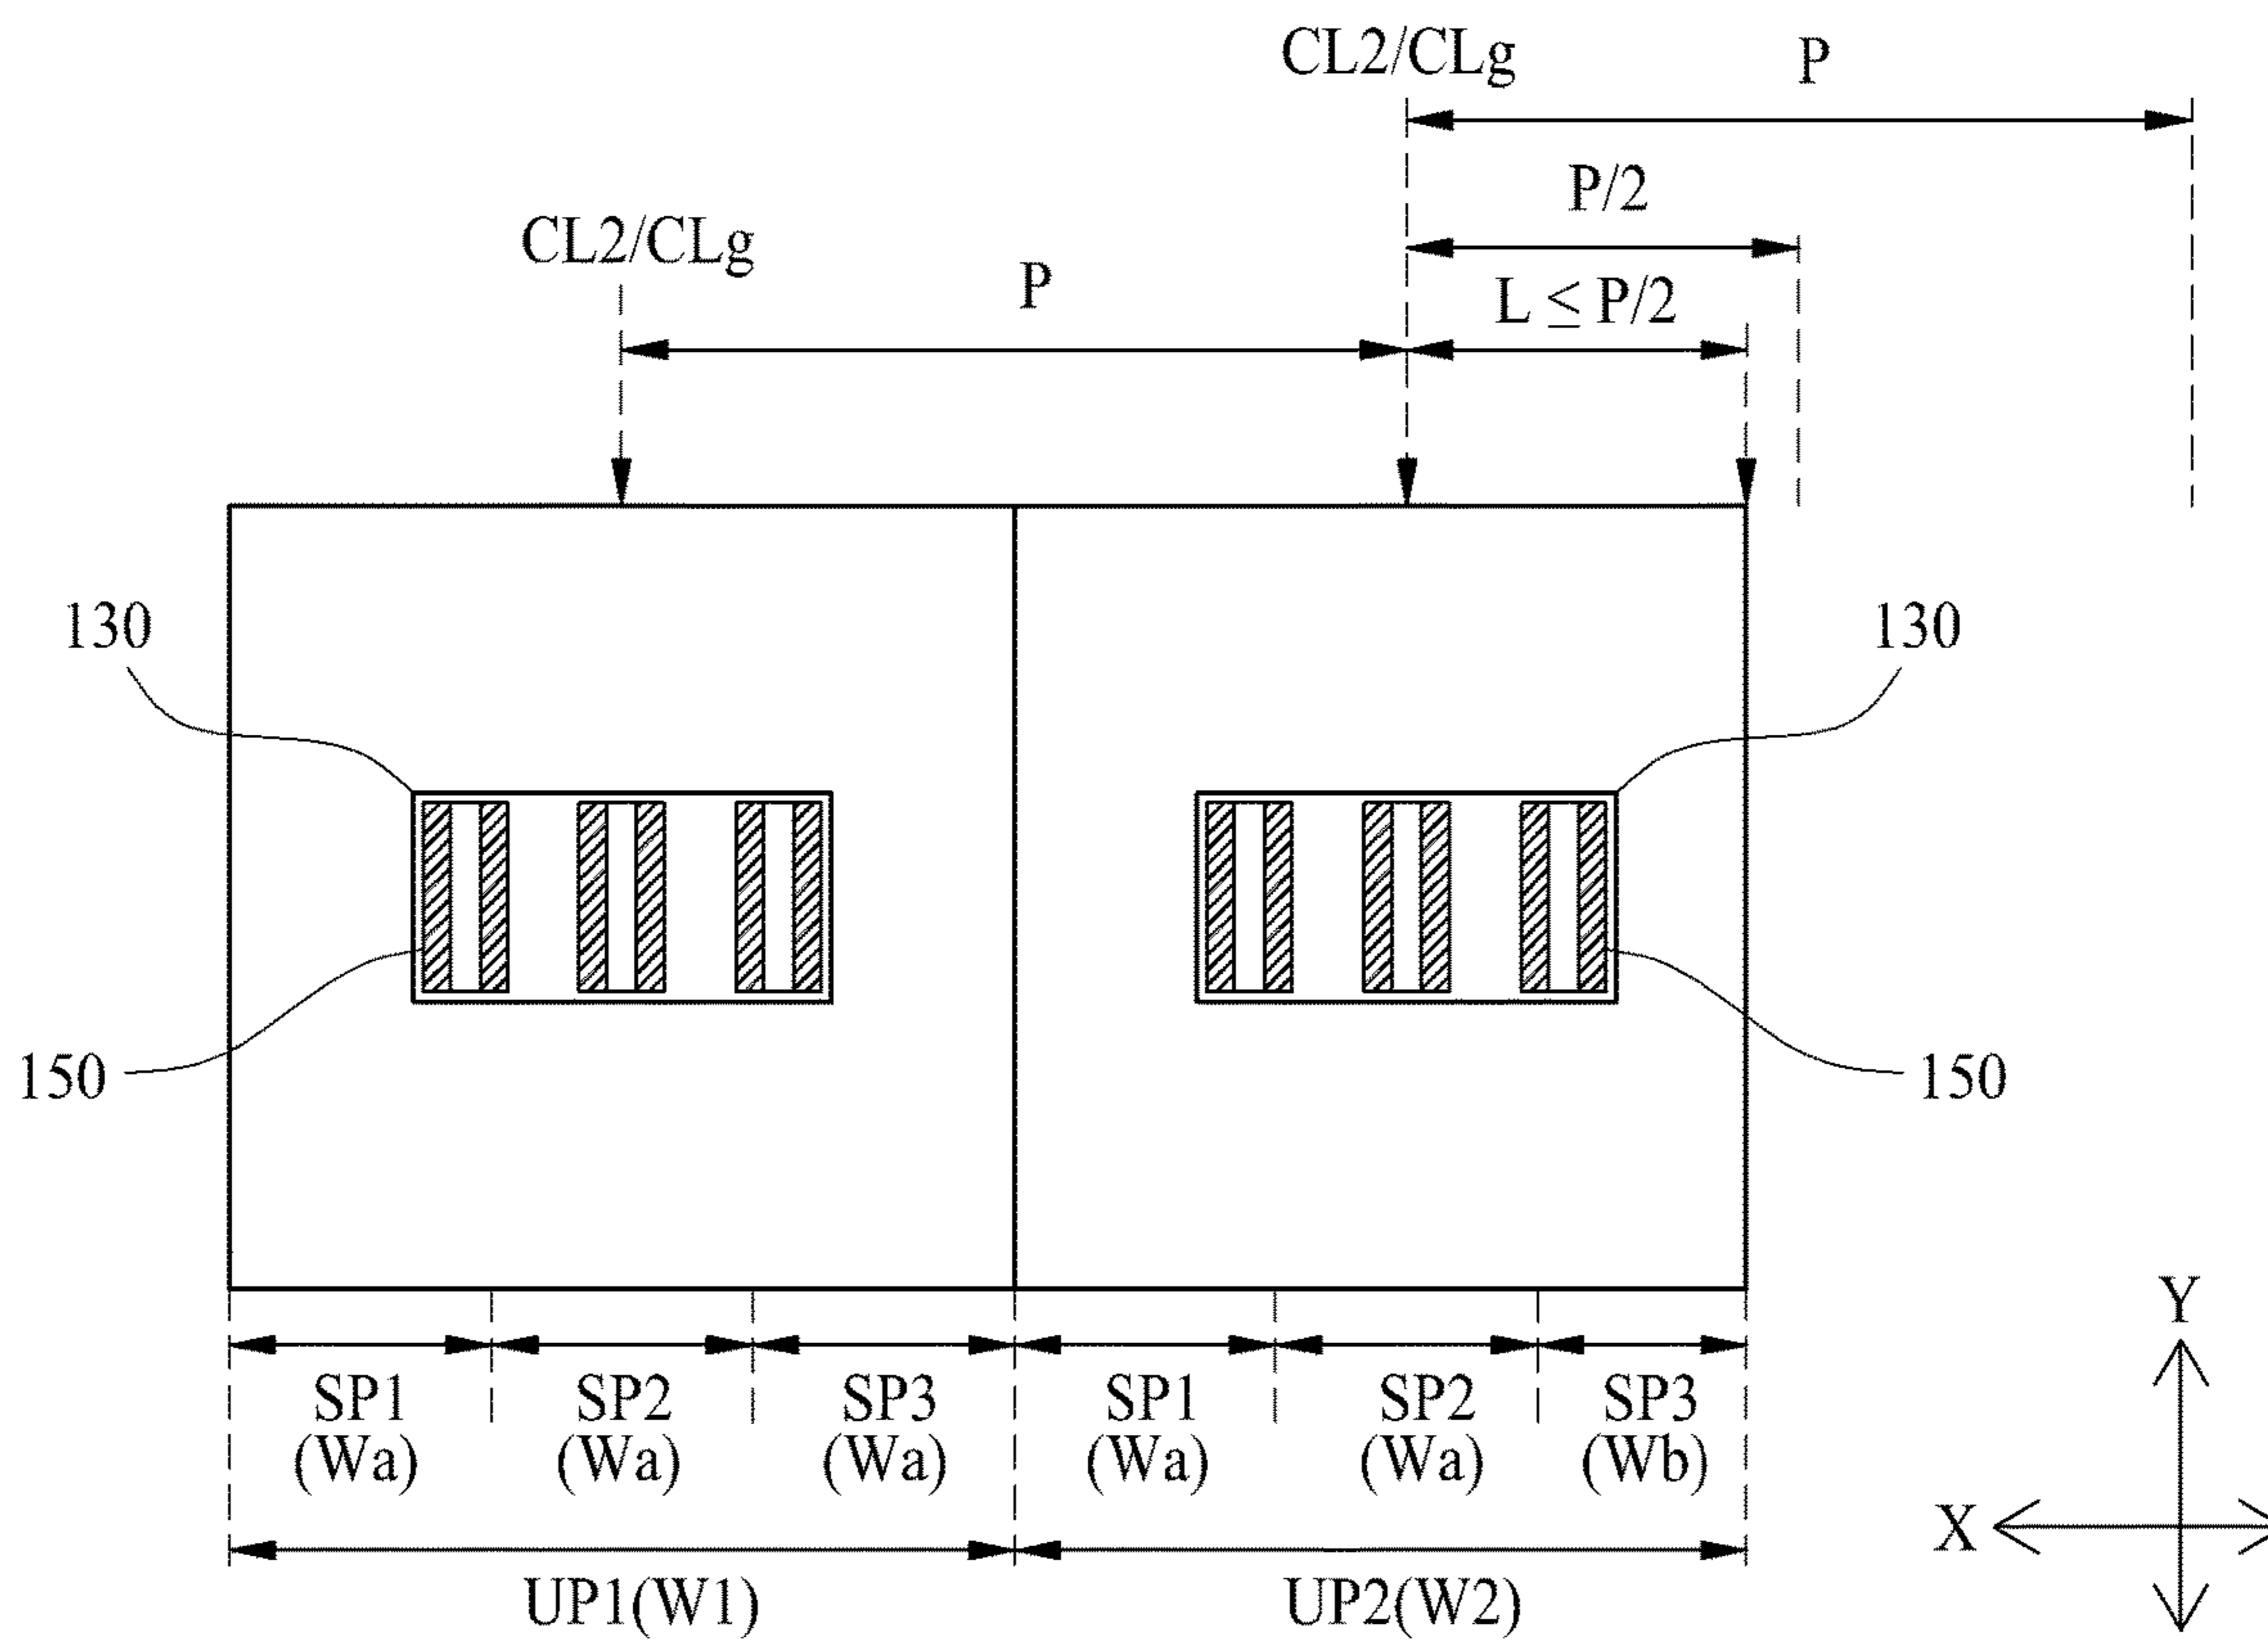 CL2/CLg P
P/2
CL2/CLg P L ≤ P/2
130 130
150 150
SP1 SP2 SP3 SP1 SP2 SP3
(Wa) (Wa) (Wa) (Wa) (Wa) (Wb)
UP1(W1) UP2(W2)
Y
X